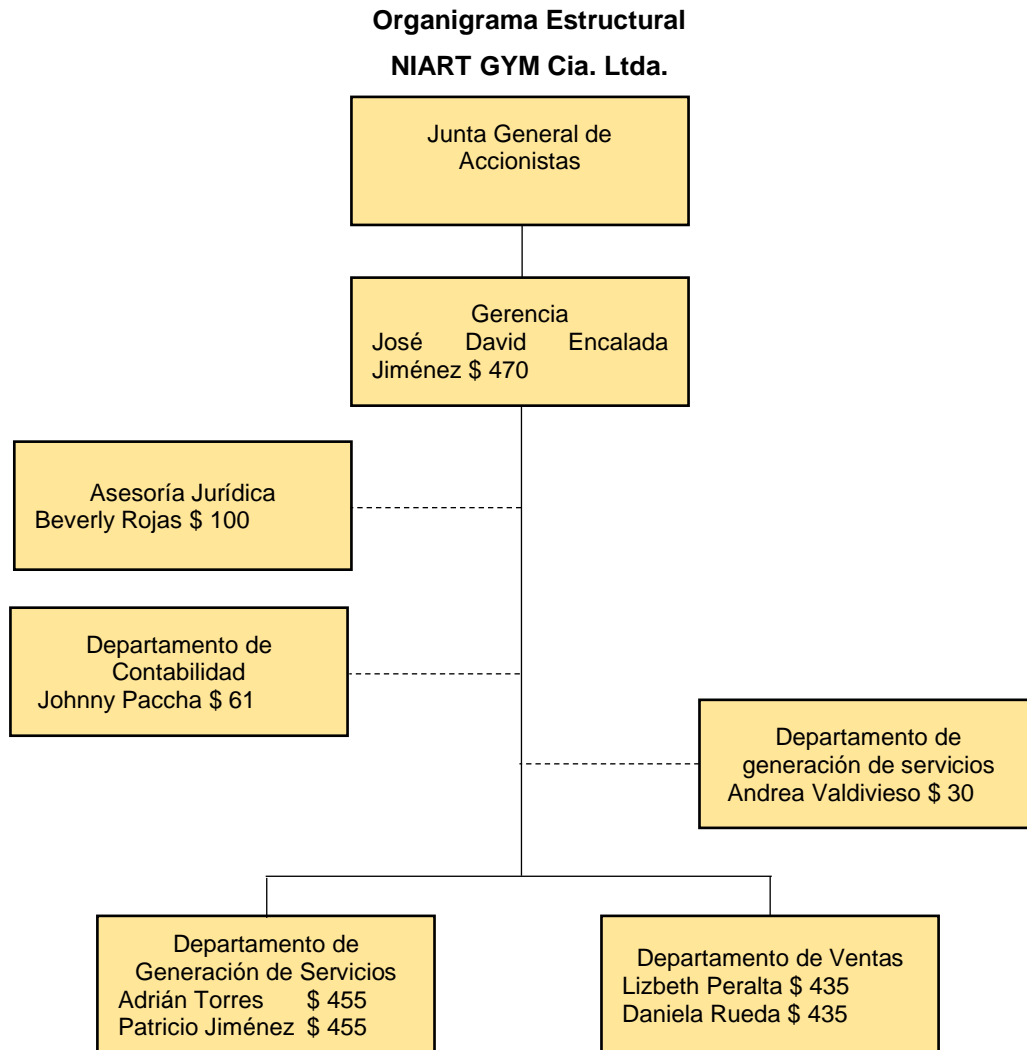 Organigrama Estructural
NIART GYM Cia. Ltda.
Junta General de
Accionistas
Gerencia
José David Encalada
Jiménez $ 470
Asesoría Jurídica
Beverly Rojas $ 100
Departamento de
Contabilidad
Johnny Paccha $ 61
Departamento de
generación de servicios
Andrea Valdivieso $ 30
Departamento de
Generación de Servicios
Adrián Torres $ 455
Patricio Jiménez $ 455
Departamento de Ventas
Lizbeth Peralta $ 435
Daniela Rueda $ 435